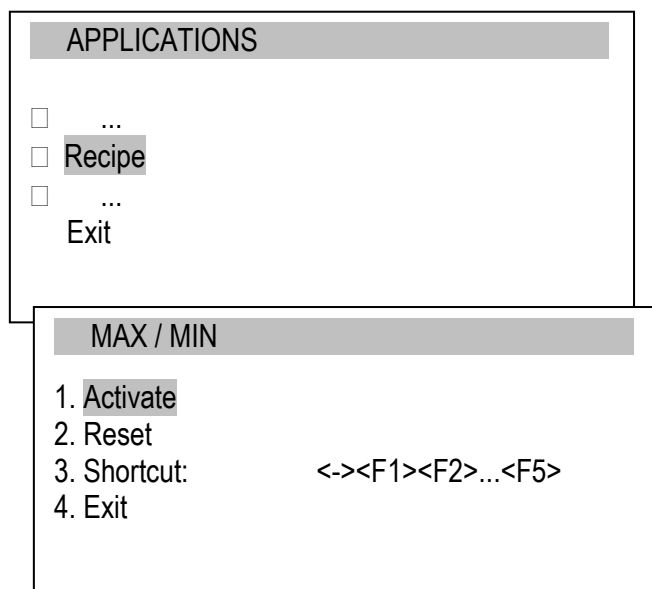 APPLICATIONS
...
Recipe
...
Exit
MAX / MIN
1. Activate
2. Reset
3. Shortcut: <-><F1><F2>...<F5>
4. Exit